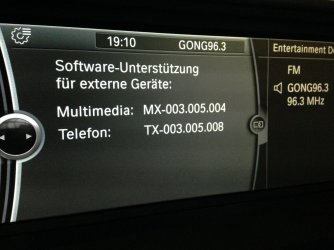 19:10 GONG96.3
Software-Unterstützung
für externe Geräte:
Multimedia: MX-003.005.004
Telefon: TX-003.005.008
Entertainment
FM
GONG96.3
96.3 MHz